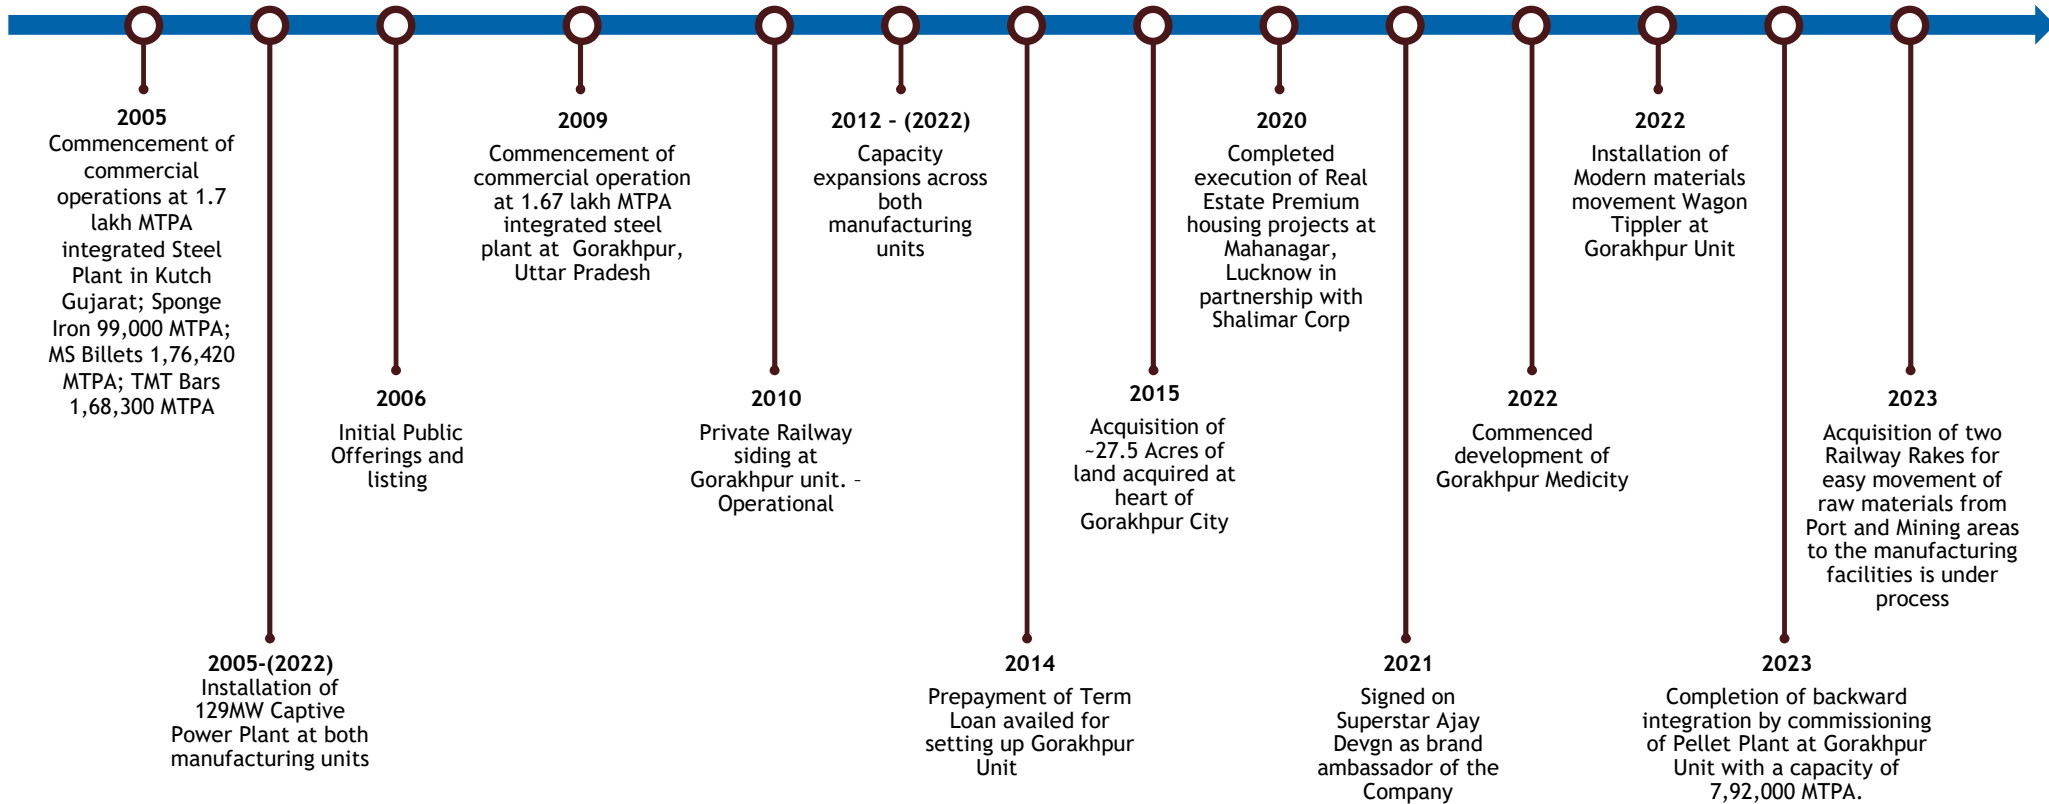 2005
Commencement of
commercial
operations at 1.7
lakh MTPA
integrated Steel
Plant in Kutch
Gujarat; Sponge
Iron 99,000 MTPA;
MS Billets 1,76,420
MTPA; TMT Bars
1,68,300 MTPA
2005-(2022)
Installation of
129MW Captive
Power Plant at both
manufacturing units
2006
Initial Public
Offerings and
listing
2009
Commencement of
commercial operation
at 1.67 lakh MTPA
integrated steel
plant at  Gorakhpur,
Uttar Pradesh
2010
Private Railway
siding at
Gorakhpur unit. –
Operational
2012 – (2022)
Capacity
expansions across
both
manufacturing
units
2014
Prepayment of Term
Loan availed for
setting up Gorakhpur
Unit
2015
Acquisition of
~27.5 Acres of
land acquired at
heart of
Gorakhpur City
2020
Completed
execution of Real
Estate Premium
housing projects at
Mahanagar,
Lucknow in
partnership with
Shalimar Corp
2021
Signed on
Superstar Ajay
Devgn as brand
ambassador of the
Company
2022
Commenced
development of
Gorakhpur Medicity
2022
Installation of
Modern materials
movement Wagon
Tippler at
Gorakhpur Unit
2023
Completion of backward
integration by commissioning
of Pellet Plant at Gorakhpur
Unit with a capacity of
7,92,000 MTPA.
2023
Acquisition of two
Railway Rakes for
easy movement of
raw materials from
Port and Mining areas
to the manufacturing
facilities is under
process